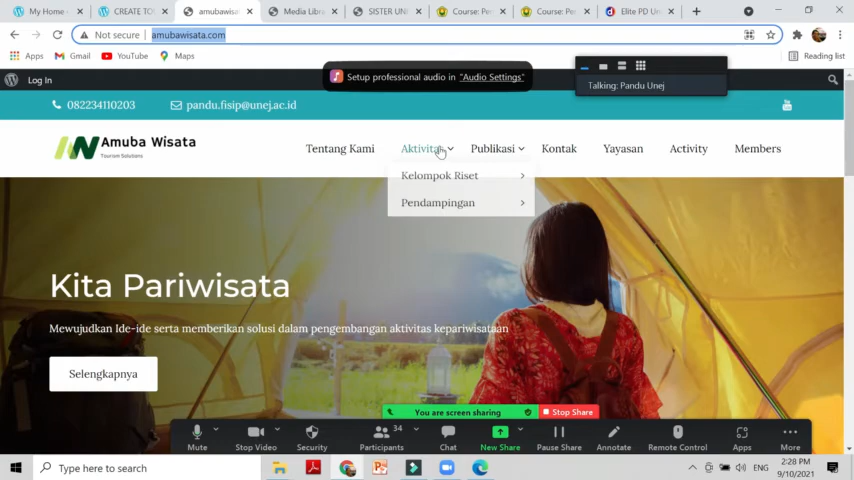 My Home
CREATE TO
amubawisa
Media Libra
SISTER UNE
Course: Per
Course: Pen
Elite PD Un
Not secure
amubawisata.com
Reading list
Apps
Gmail
YouTube
Maps
Log In
Setup professional audio in "Audio Settings"
Talking: Pandu Unej
082234110203
pandu.fisip@unej.ac.id
Amuba Wisata
Tourism Solutions
Tentang Kami
Aktivitas
Publikasi
Kontak
Yayasan
Activity
Members
Kelompok Riset
Pendampingan
Kita Pariwisata
Mewujudkan Ide-ide serta memberikan solusi dalam pengembangan aktivitas kepariwisataan
Selengkapnya
You are screen sharing
Stop Share
Mute
Stop Video
Security
34
Participants
Chat
New Share
Pause Share
Annotate
Remote Control
Apps
More
Type here to search
ENG
2:28 PM
9/10/2021